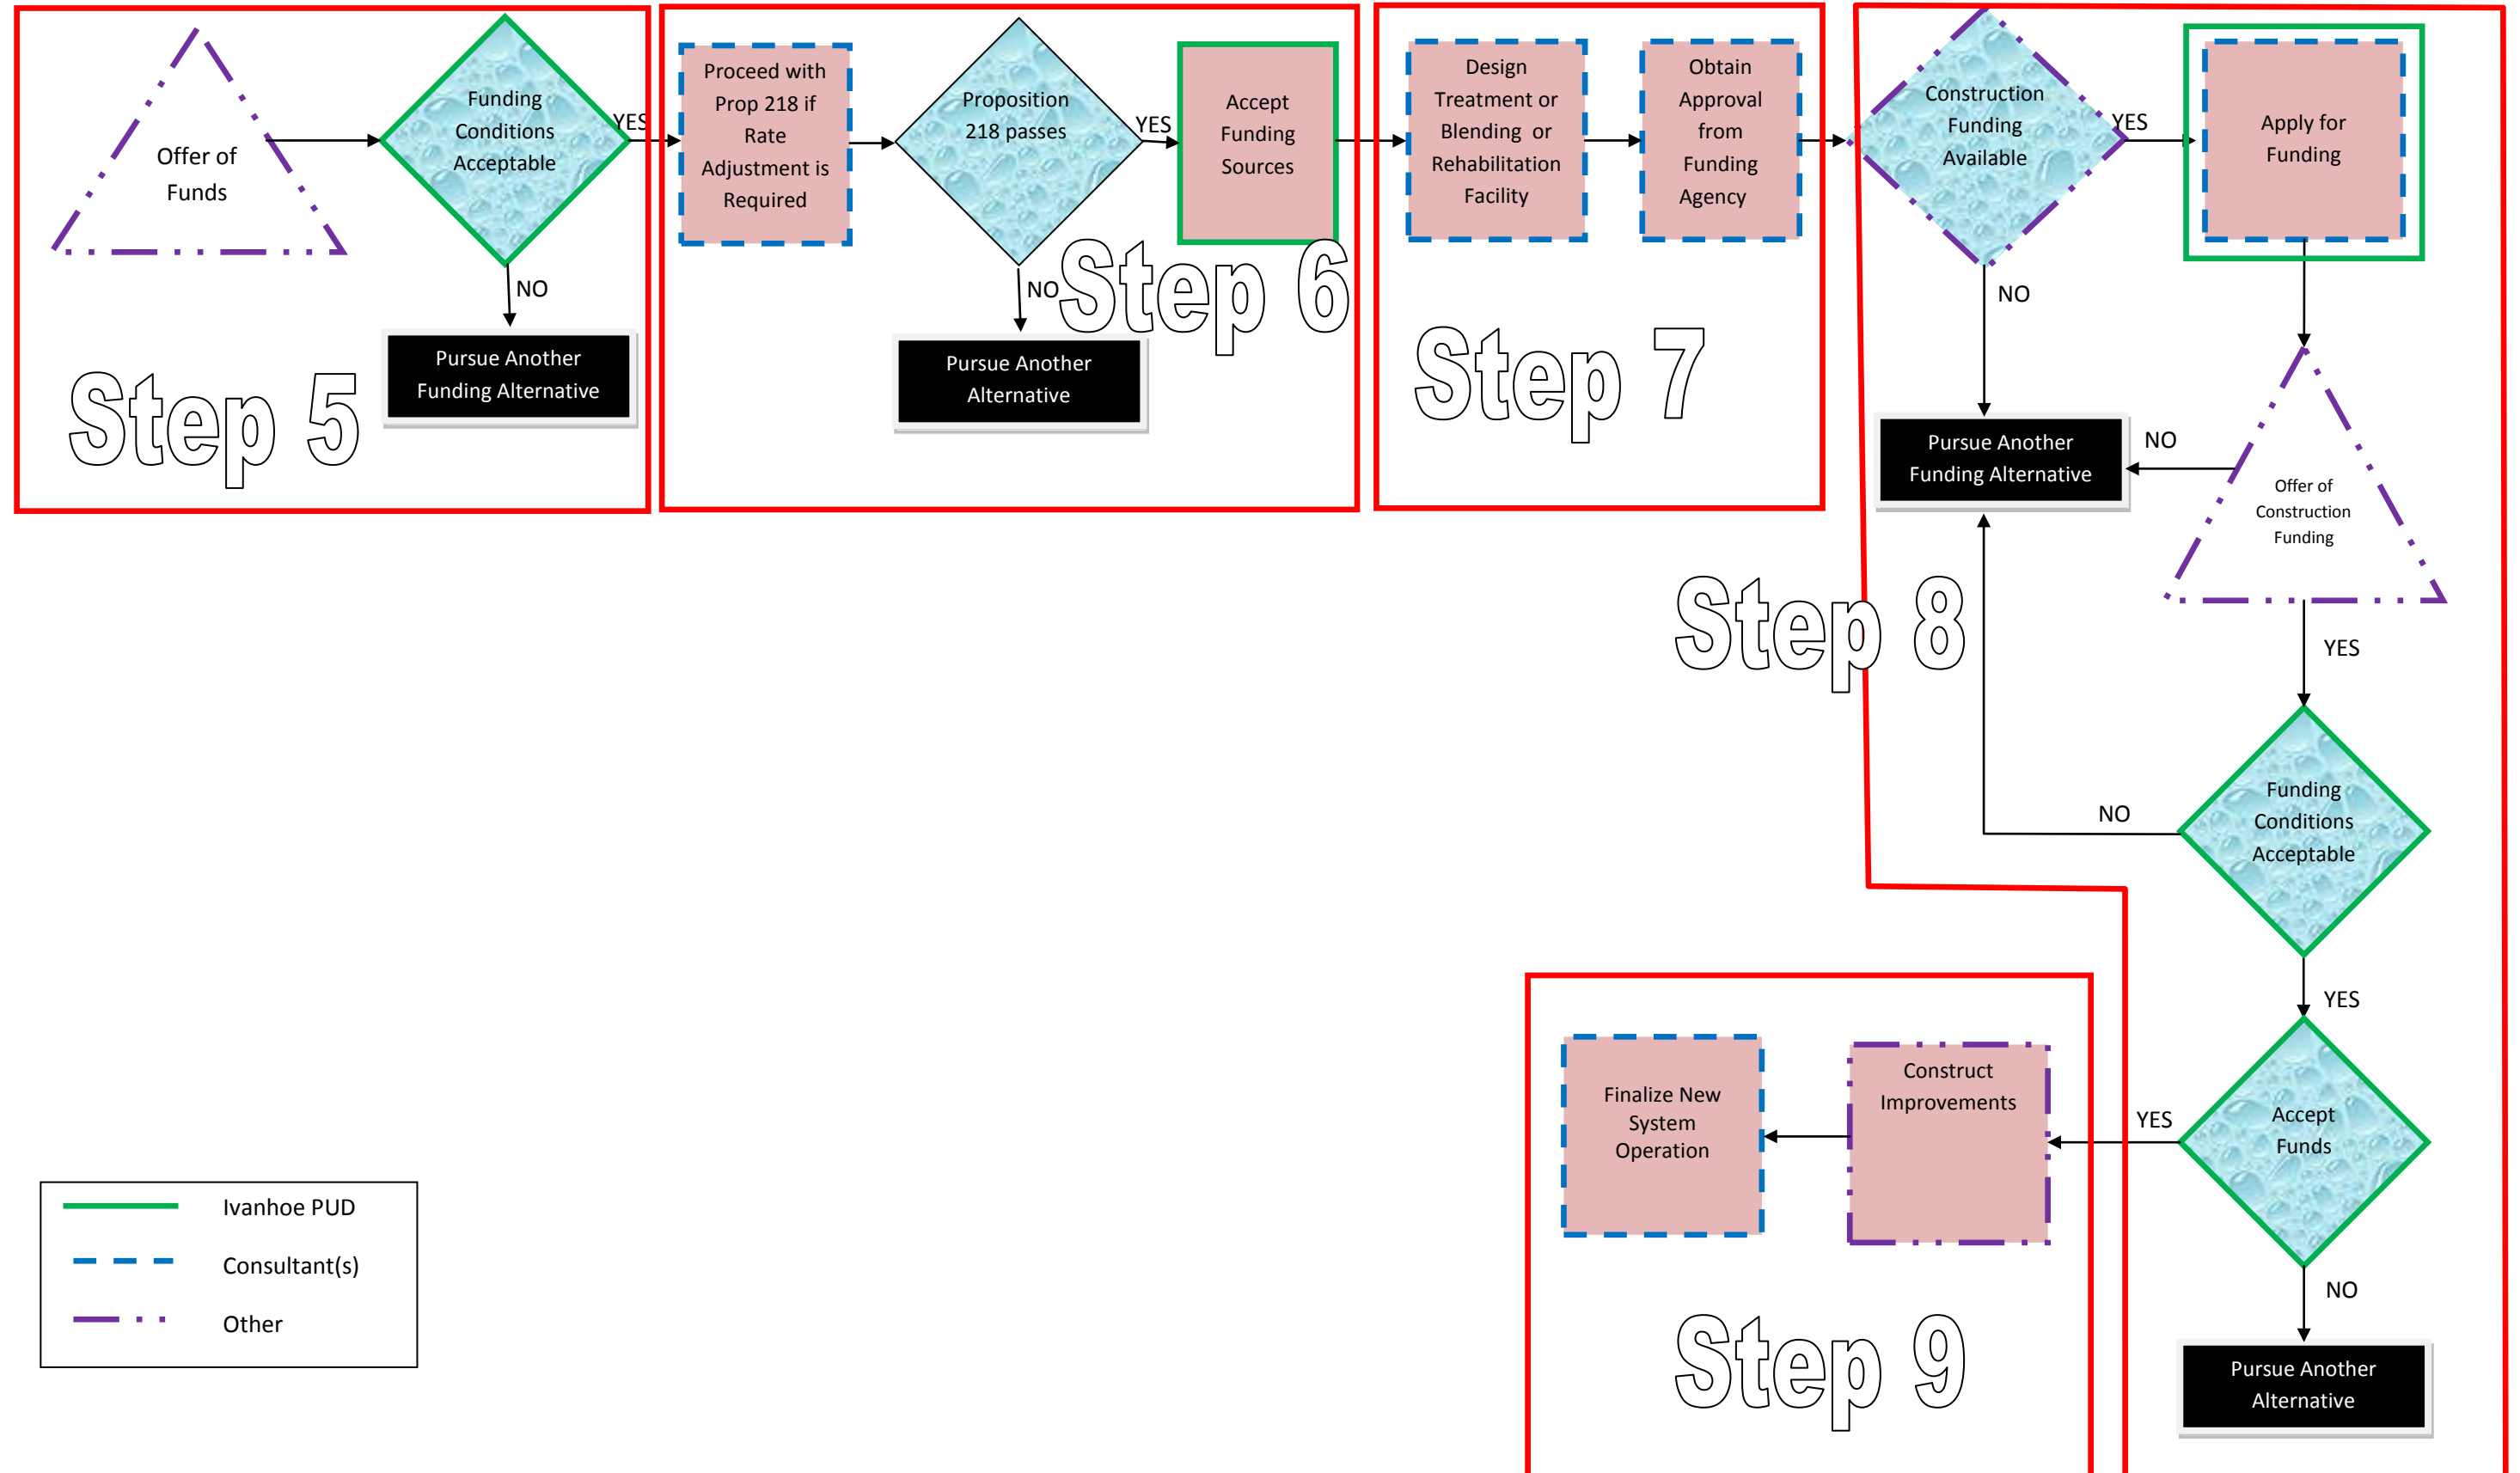 Offer of
Funds
Funding
Conditions
Acceptable
YES
NO
Pursue Another
Funding Alternative
Step 5
Proceed with
Prop 218 if
Rate
Adjustment is
Required
Proposition
218 passes
YES
NO
Accept
Funding
Sources
Pursue Another
Alternative
Step 6
Design
Treatment or
Blending or
Rehabilitation
Facility
Obtain
Approval
from
Funding
Agency
Step 7
Construction
Funding
Available
YES
NO
Apply for
Funding
Pursue Another
Funding Alternative
NO
Offer of
Construction
Funding
YES
Step 8
Funding
Conditions
Acceptable
NO
YES
Accept
Funds
YES
NO
Pursue Another
Alternative
Construct
Improvements
Finalize New
System
Operation
Step 9
Ivanhoe PUD
Consultant(s)
Other